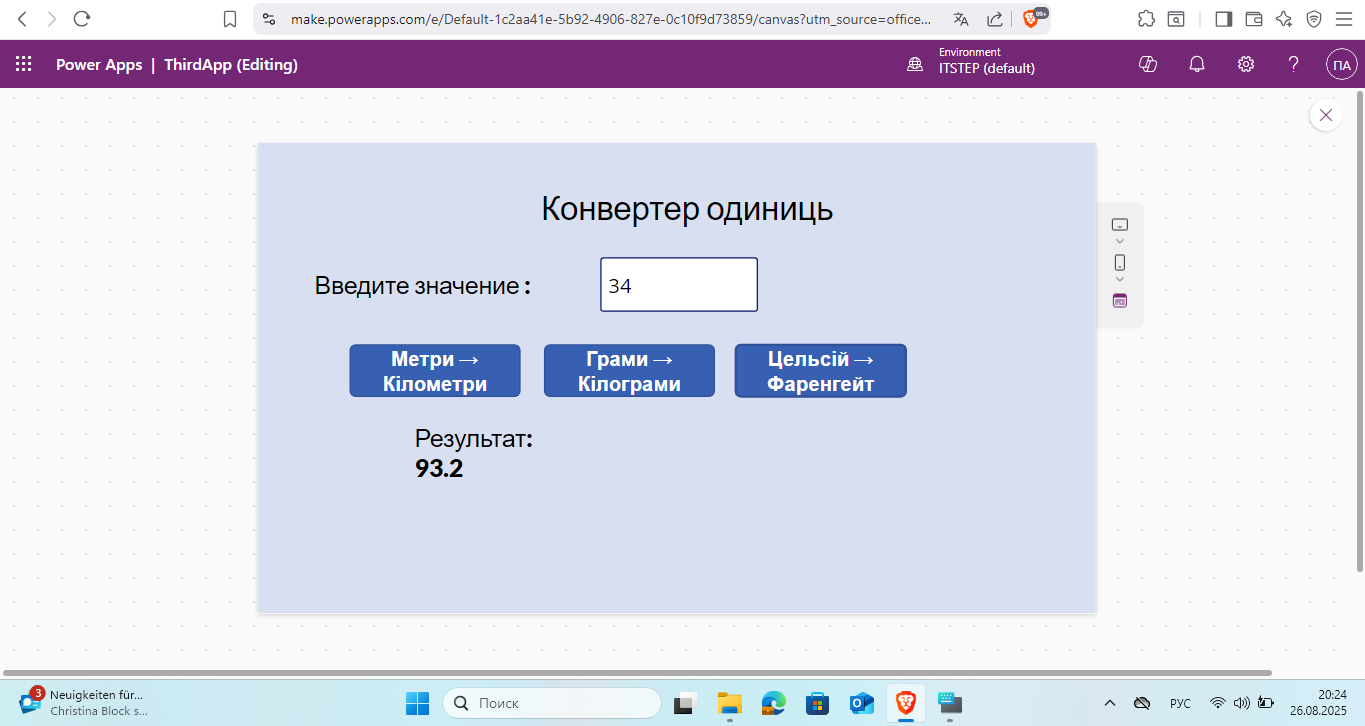 make.powerapps.com/e/Default-1c2aa41e-5b92-4906-827e-0c10f9d73859/canvas?utm_source=office...
99+
Power Apps | ThirdApp (Editing)
Environment
ITSTEP (default)
ПА
Конвертер одиниць
Введите значение :
34
Метри →
Кілометри
Грами →
Кілограми
Цельсій →
Фаренгейт
Результат:
93.2
3
Neuigkeiten für...
Christina Block s...
Поиск
РУС
20:24
26.08.2025